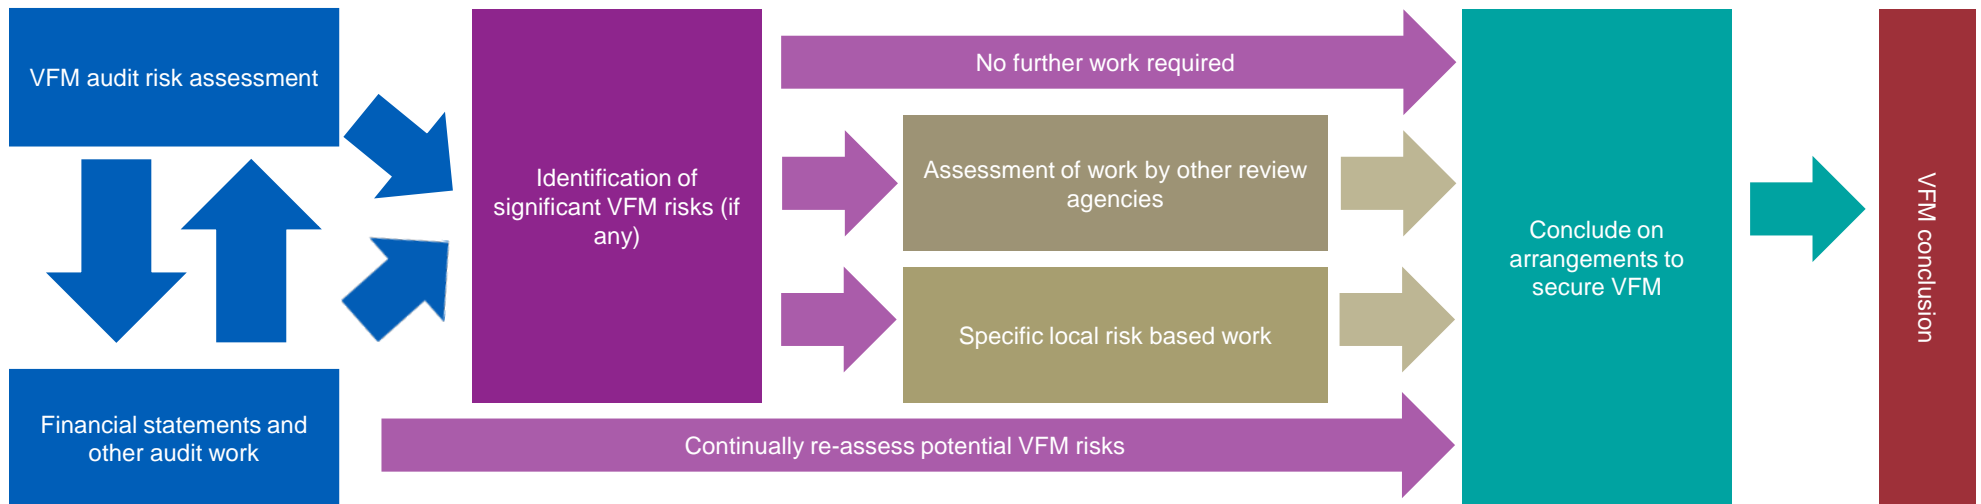 VFM audit risk assessment
Financial statements and
other audit work
Identification of
significant VFM risks (if
any)
No further work required
Assessment of work by other review
agencies
Specific local risk based work
Continually re-assess potential VFM risks
Conclude on
arrangements to
secure VFM
VFM conclusion